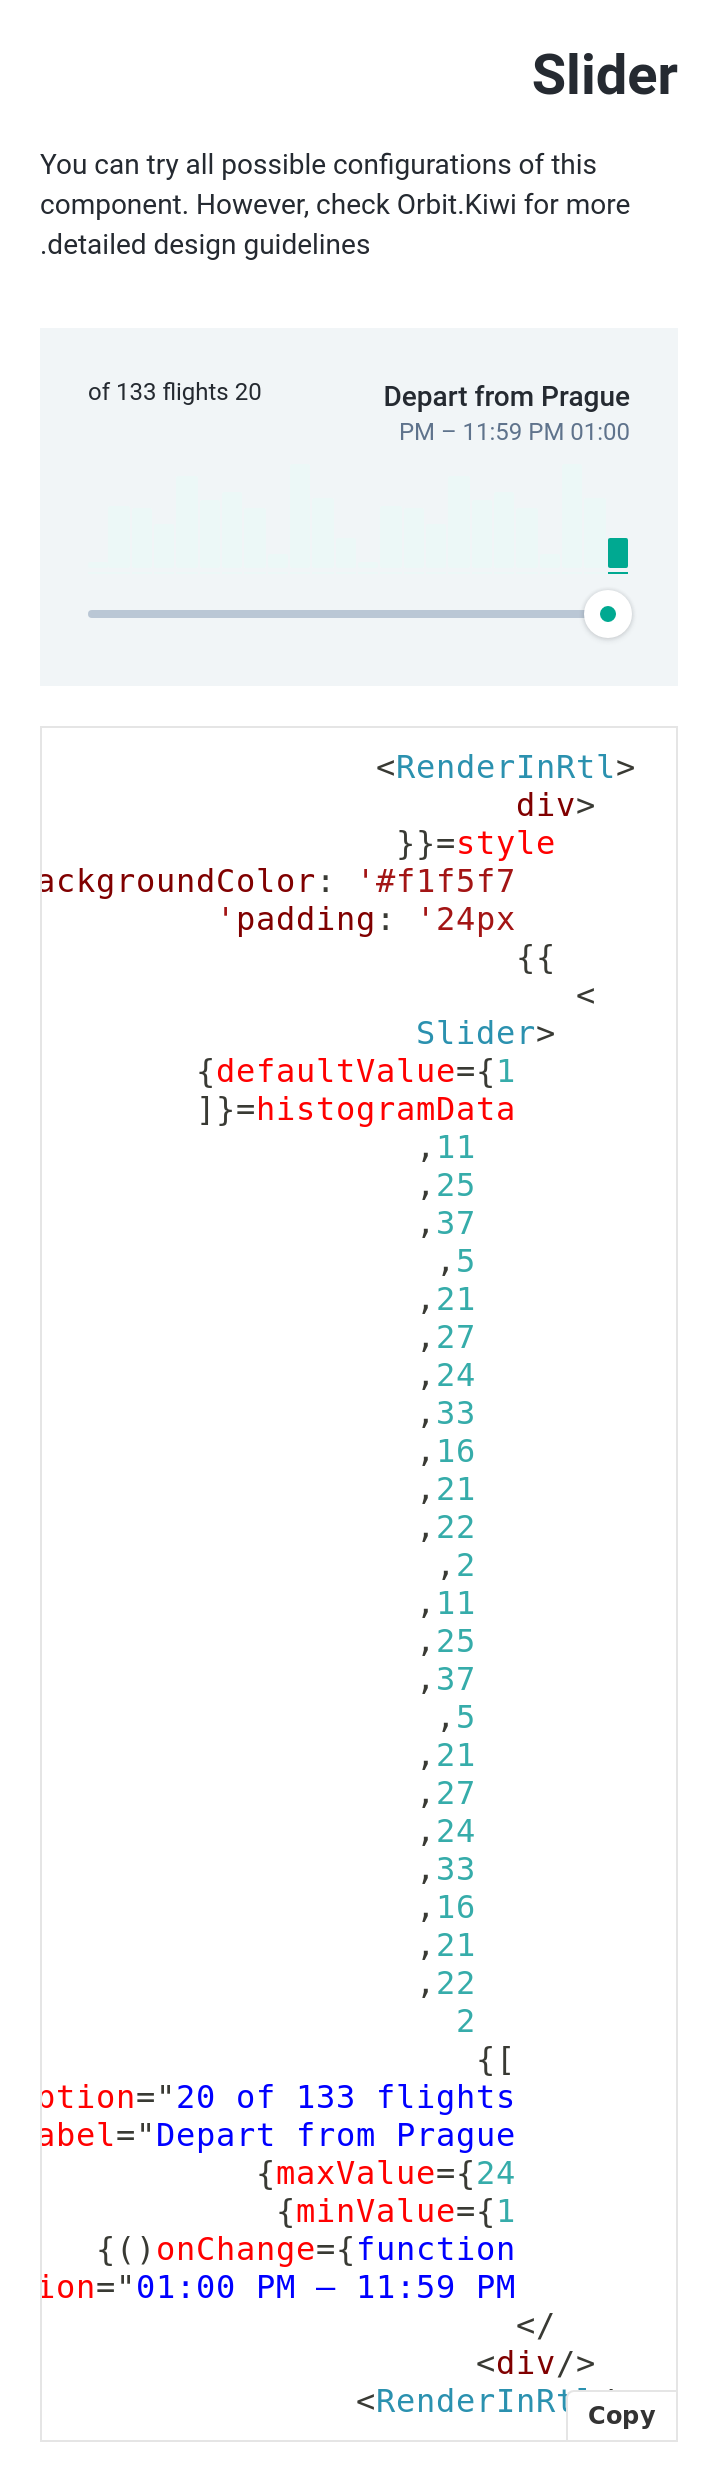 Slider
You can try all possible configurations of this
component. However, check Orbit.Kiwi for more
.detailed design guidelines
of 133 flights 20
Depart from Prague
PM – 11:59 PM 01:00
<RenderInRtl>
div>
}}=style
ackgroundColor: '#f1f5f7
'padding: '24px
{{
<
Slider>
{defaultValue={1
]}=histogramData
,11
,25
,37
,5
,21
,27
,24
,33
,16
,21
,22
,2
,11
,25
,37
,5
,21
,27
,24
,33
,16
,21
,22
2
{[
ption="20 of 133 flights
abel="Depart from Prague
{maxValue={24
{minValue={1
{()onChange={function
ion="01:00 PM – 11:59 PM
</
<div/>
<RenderInRtl
Copy